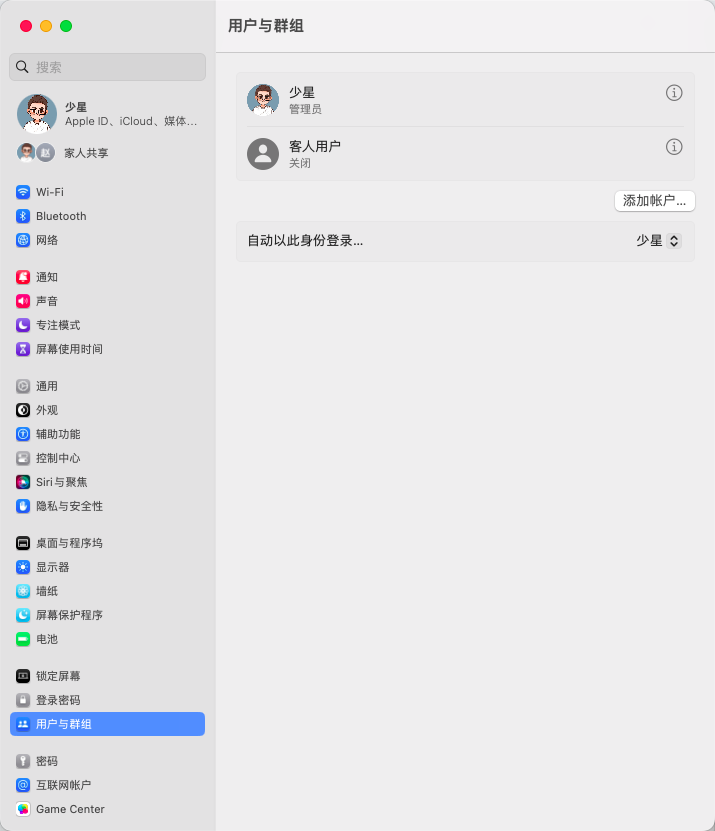 用户与群组
搜索
少星
Apple ID、iCloud、媒体...
赵
家人共享
Wi-Fi
Bluetooth
网络
通知
声音
专注模式
屏幕使用时间
通用
外观
辅助功能
控制中心
Siri与聚焦
隐私与安全性
桌面与程序坞
显示器
墙纸
屏幕保护程序
电池
锁定屏幕
登录密码
用户与群组
密码
互联网帐户
Game Center
少星
管理员
客人用户
关闭
添加帐户...
自动以此身份登录...
少星